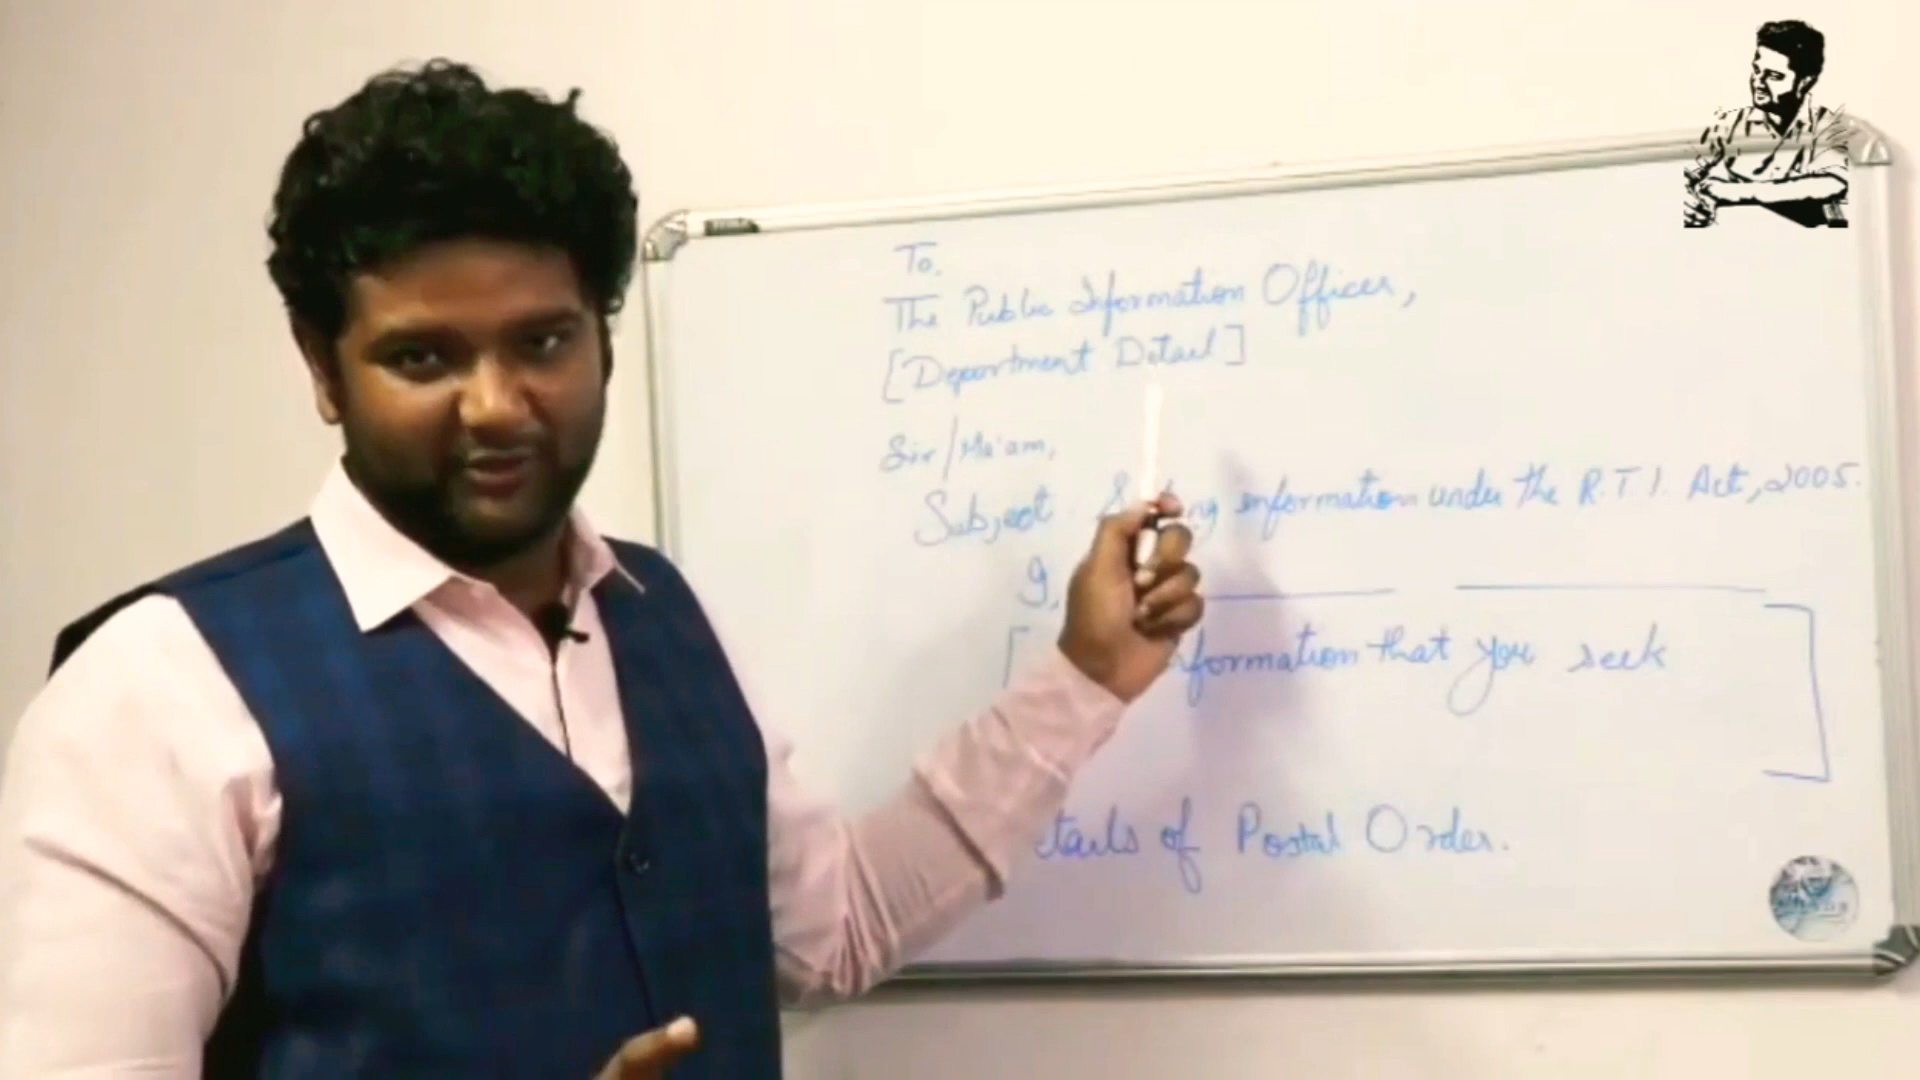 To,
The Public Information Officer,
[Department Detail]
Sir/Ma'am,
Subject information under the R.T.I. Act, 2005.
I,
[ formation that you seek ]
etails of Postal Order.